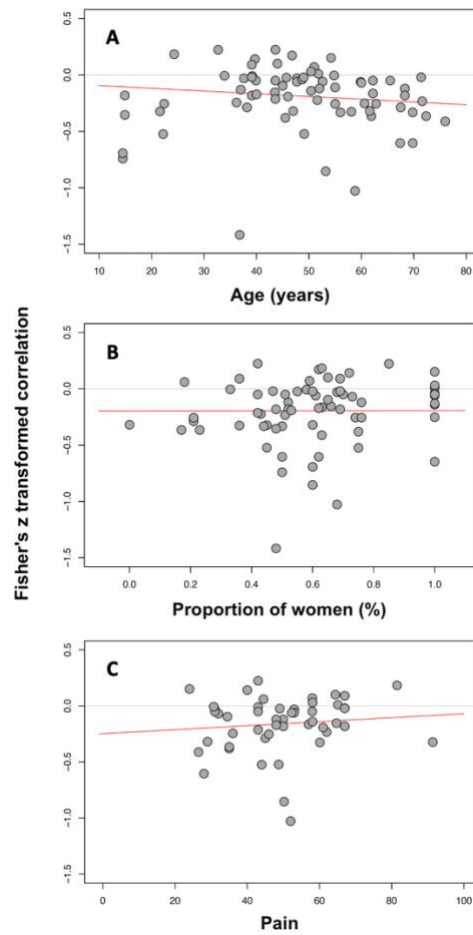 A
0.5
0.0
−0.5
−1.0
−1.5
10 20 30 40 50 60 70 80
Age (years)
Fisher's z transformed correlation
B
0.5
0.0
−0.5
−1.0
−1.5
0.0 0.2 0.4 0.6 0.8 1.0
Proportion of women (%)
C
0.5
0.0
−0.5
−1.0
−1.5
0 20 40 60 80 100
Pain